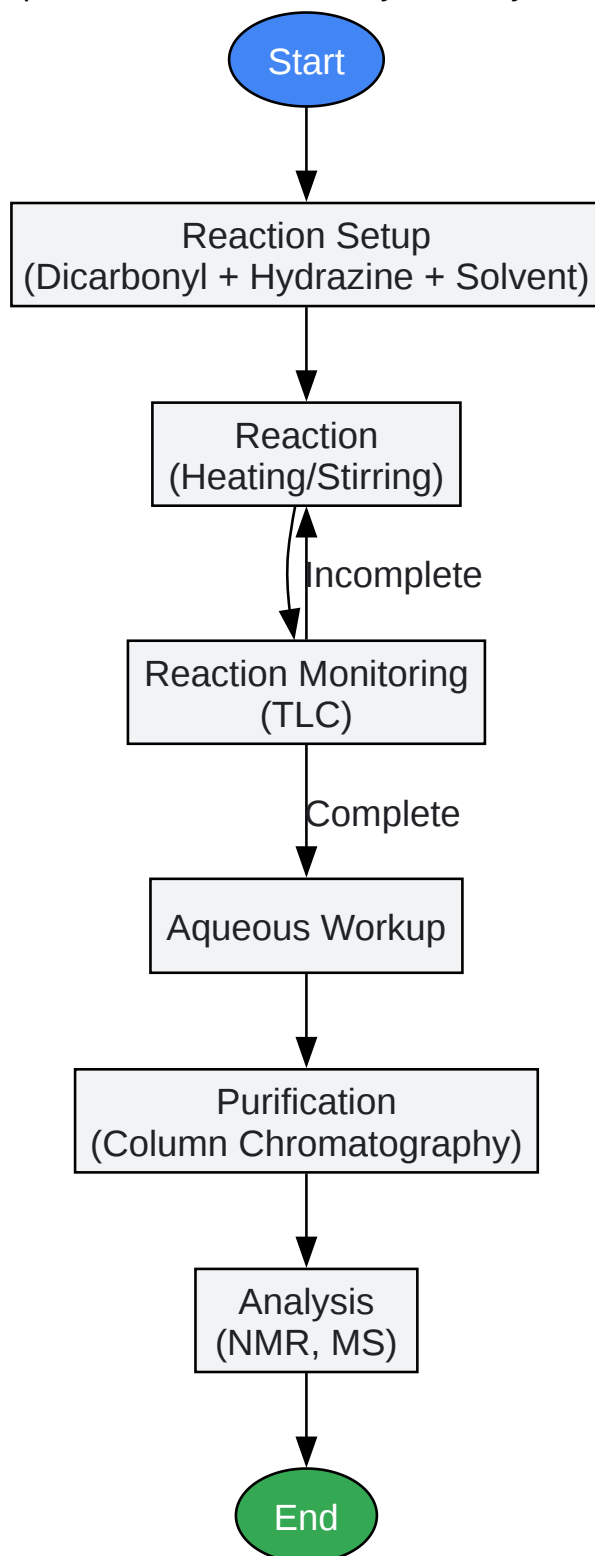 Start
Reaction Setup
(Dicarbonyl + Hydrazine + Solvent)
Reaction
(Heating/Stirring)
Incomplete
Reaction Monitoring
(TLC)
Complete
Aqueous Workup
Purification
(Column Chromatography)
Analysis
(NMR, MS)
End